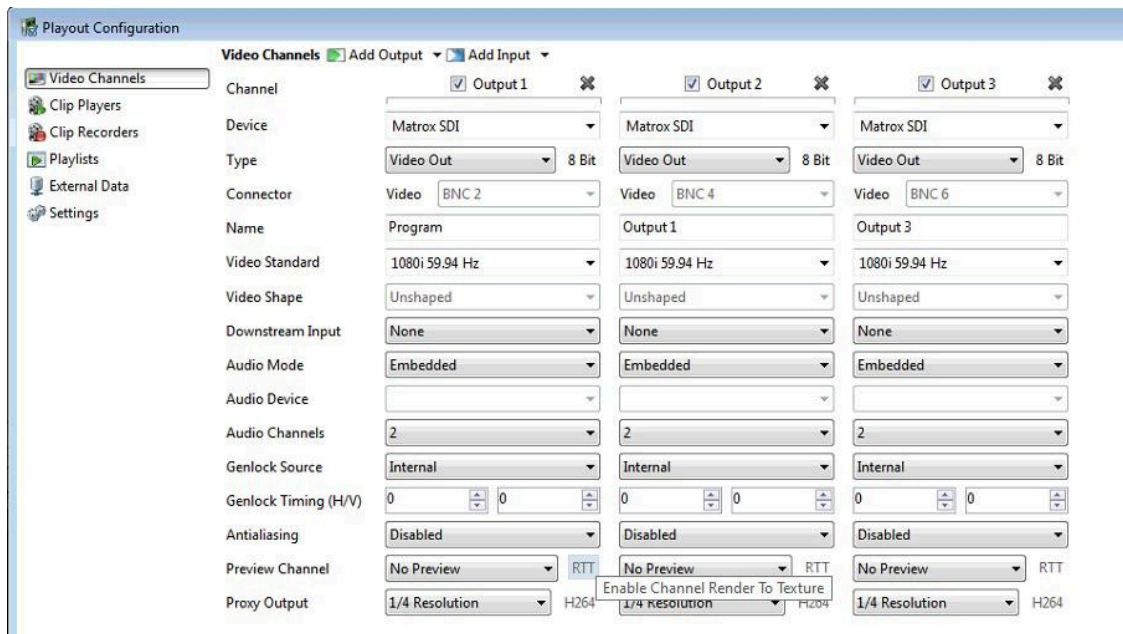 Playout Configuration
Video Channels Add Output Add Input
Video Channels
Clip Players
Clip Recorders
Playlists
External Data
Settings
Channel Output 1 Output 2 Output 3
Device Matrox SDI Matrox SDI Matrox SDI
Type Video Out 8 Bit Video Out 8 Bit Video Out 8 Bit
Connector Video BNC 2 Video BNC 4 Video BNC 6
Name Program Output 1 Output 3
Video Standard 1080i 59.94 Hz 1080i 59.94 Hz 1080i 59.94 Hz
Video Shape Unshaped Unshaped Unshaped
Downstream Input None None None
Audio Mode Embedded Embedded Embedded
Audio Device
Audio Channels 2 2 2
Genlock Source Internal Internal Internal
Genlock Timing (H/V) 0 0 0 0 0 0
Antialiasing Disabled Disabled Disabled
Preview Channel No Preview RTT No Preview RTT No Preview RTT
Enable Channel Render To Texture
Proxy Output 1/4 Resolution H264 1/4 Resolution H264 1/4 Resolution H264